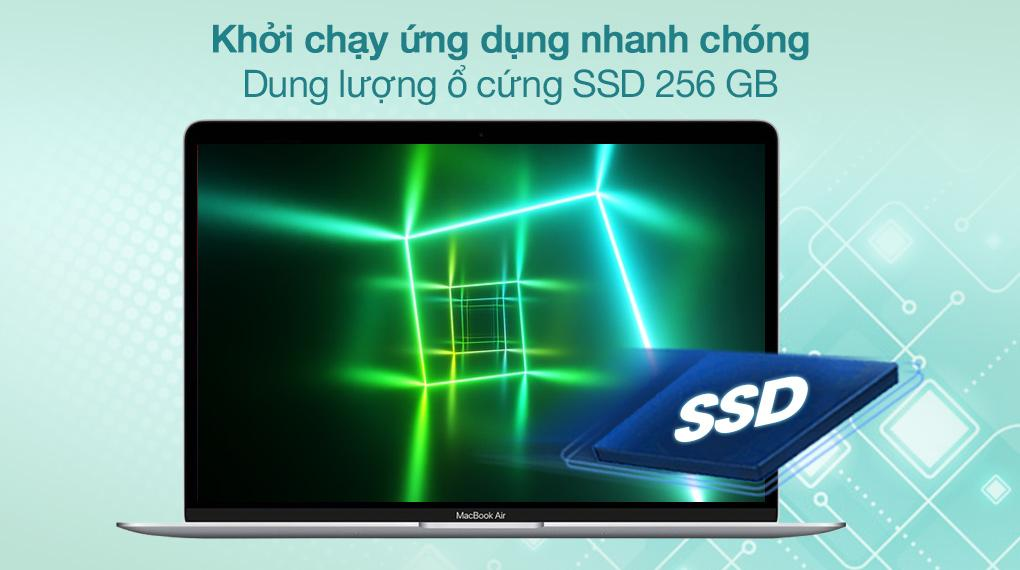 Khởi chạy ứng dụng nhanh chóng
Dung lượng ổ cứng SSD 256 GB
SSD
MacBook Air